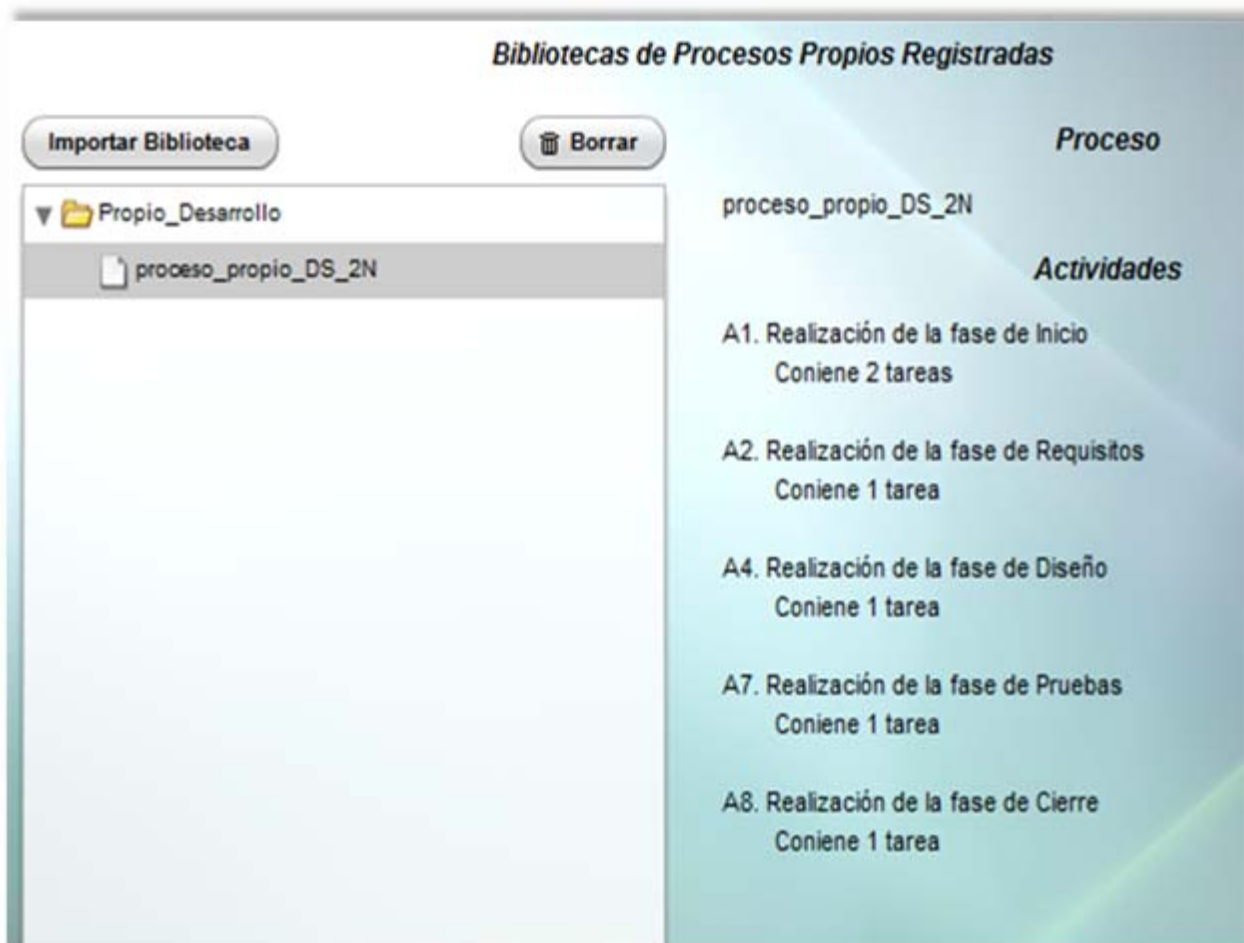 Bibliotecas de Procesos Propios Registradas
Importar Biblioteca
Borrar
Propio_Desarrollo
proceso_propio_DS_2N
Proceso
proceso_propio_DS_2N
Actividades
A1. Realización de la fase de Inicio
Coniene 2 tareas
A2. Realización de la fase de Requisitos
Coniene 1 tarea
A4. Realización de la fase de Diseño
Coniene 1 tarea
A7. Realización de la fase de Pruebas
Coniene 1 tarea
A8. Realización de la fase de Cierre
Coniene 1 tarea